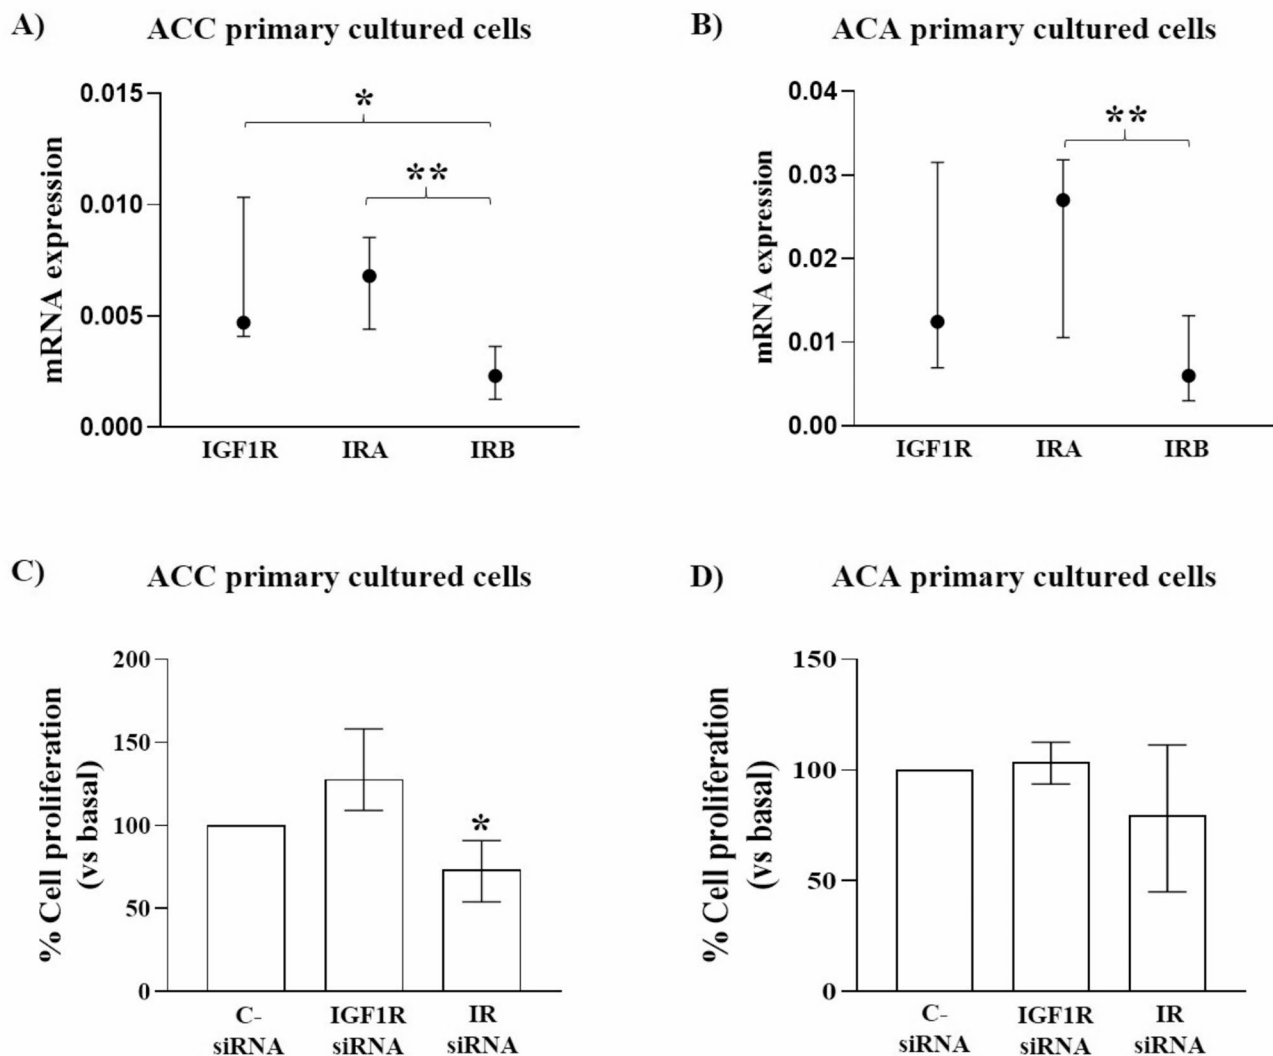 A) ACC primary cultured cells
mRNA expression
0.015
0.010
0.005
0.000
*
**
IGF1R IRA IRB
B) ACA primary cultured cells
mRNA expression
0.04
0.03
0.02
0.01
0.00
**
IGF1R IRA IRB
C) ACC primary cultured cells
% Cell proliferation
(vs basal)
200
150
100
50
0
*
C- IGF1R IR
siRNA siRNA siRNA
D) ACA primary cultured cells
% Cell proliferation
(vs basal)
150
100
50
0
C- IGF1R IR
siRNA siRNA siRNA